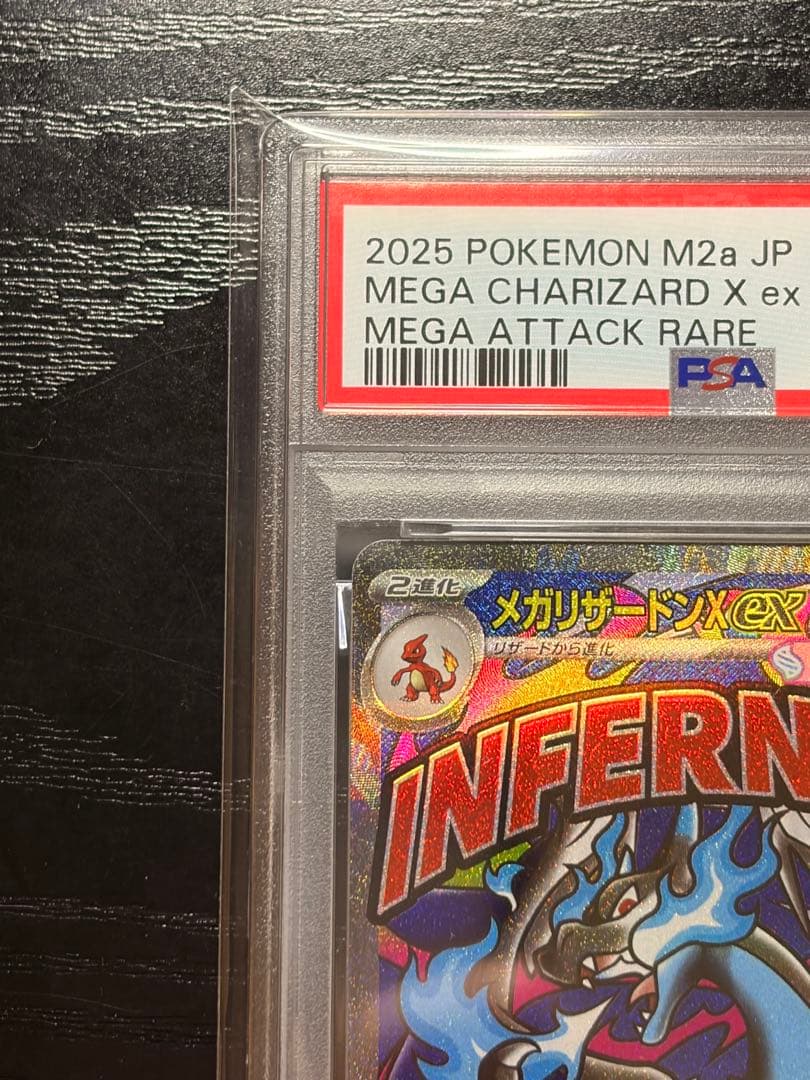 2025 POKEMON M2a JP
MEGA CHARIZARD X ex
MEGA ATTACK RARE
PSA
2進化
メガリザードンXex
リザードから進化
INFERN